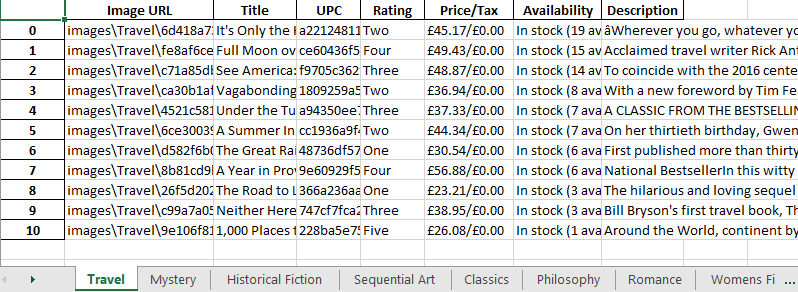 Image URL Title UPC Rating Price/Tax Availability Description
0 images\Travel\6d418a7 It's Only the a22124811 Two £45.17/£0.00 In stock (19 av âWherever you go, whatever yo
1 images\Travel\fe8af6ce Full Moon ov ce60436f5 Four £49.43/£0.00 In stock (15 av Acclaimed travel writer Rick Ant
2 images\Travel\c71a85d See America: f9705c362 Three £48.87/£0.00 In stock (14 av To coincide with the 2016 cente
3 images\Travel\ca30b1a Vagabonding 1809259a5 Two £36.94/£0.00 In stock (8 ava With a new foreword by Tim Fe
4 images\Travel\4521c581 Under the Tu a94350ee Three £37.33/£0.00 In stock (7 ava A CLASSIC FROM THE BESTSELLIN
5 images\Travel\6ce3003 A Summer In cc1936a9f Two £44.34/£0.00 In stock (7 ava On her thirtieth birthday, Gwen
6 images\Travel\d582f6b The Great Rai 48736df57 One £30.54/£0.00 In stock (6 ava First published more than thirty
7 images\Travel\8b81cd9 A Year in Prov 9e60929f5 Four £56.88/£0.00 In stock (6 ava National BestsellerIn this witty
8 images\Travel\26f5d202 The Road to L 366a236aa One £23.21/£0.00 In stock (3 ava The hilarious and loving sequel
9 images\Travel\c99a7a05 Neither Here 747cf7fca2 Three £38.95/£0.00 In stock (3 ava Bill Bryson's first travel book, Th
10 images\Travel\9e106f81 1,000 Places t 228ba5e75 Five £26.08/£0.00 In stock (1 ava Around the World, continent by
Travel Mystery Historical Fiction Sequential Art Classics Philosophy Romance Womens Fi ...